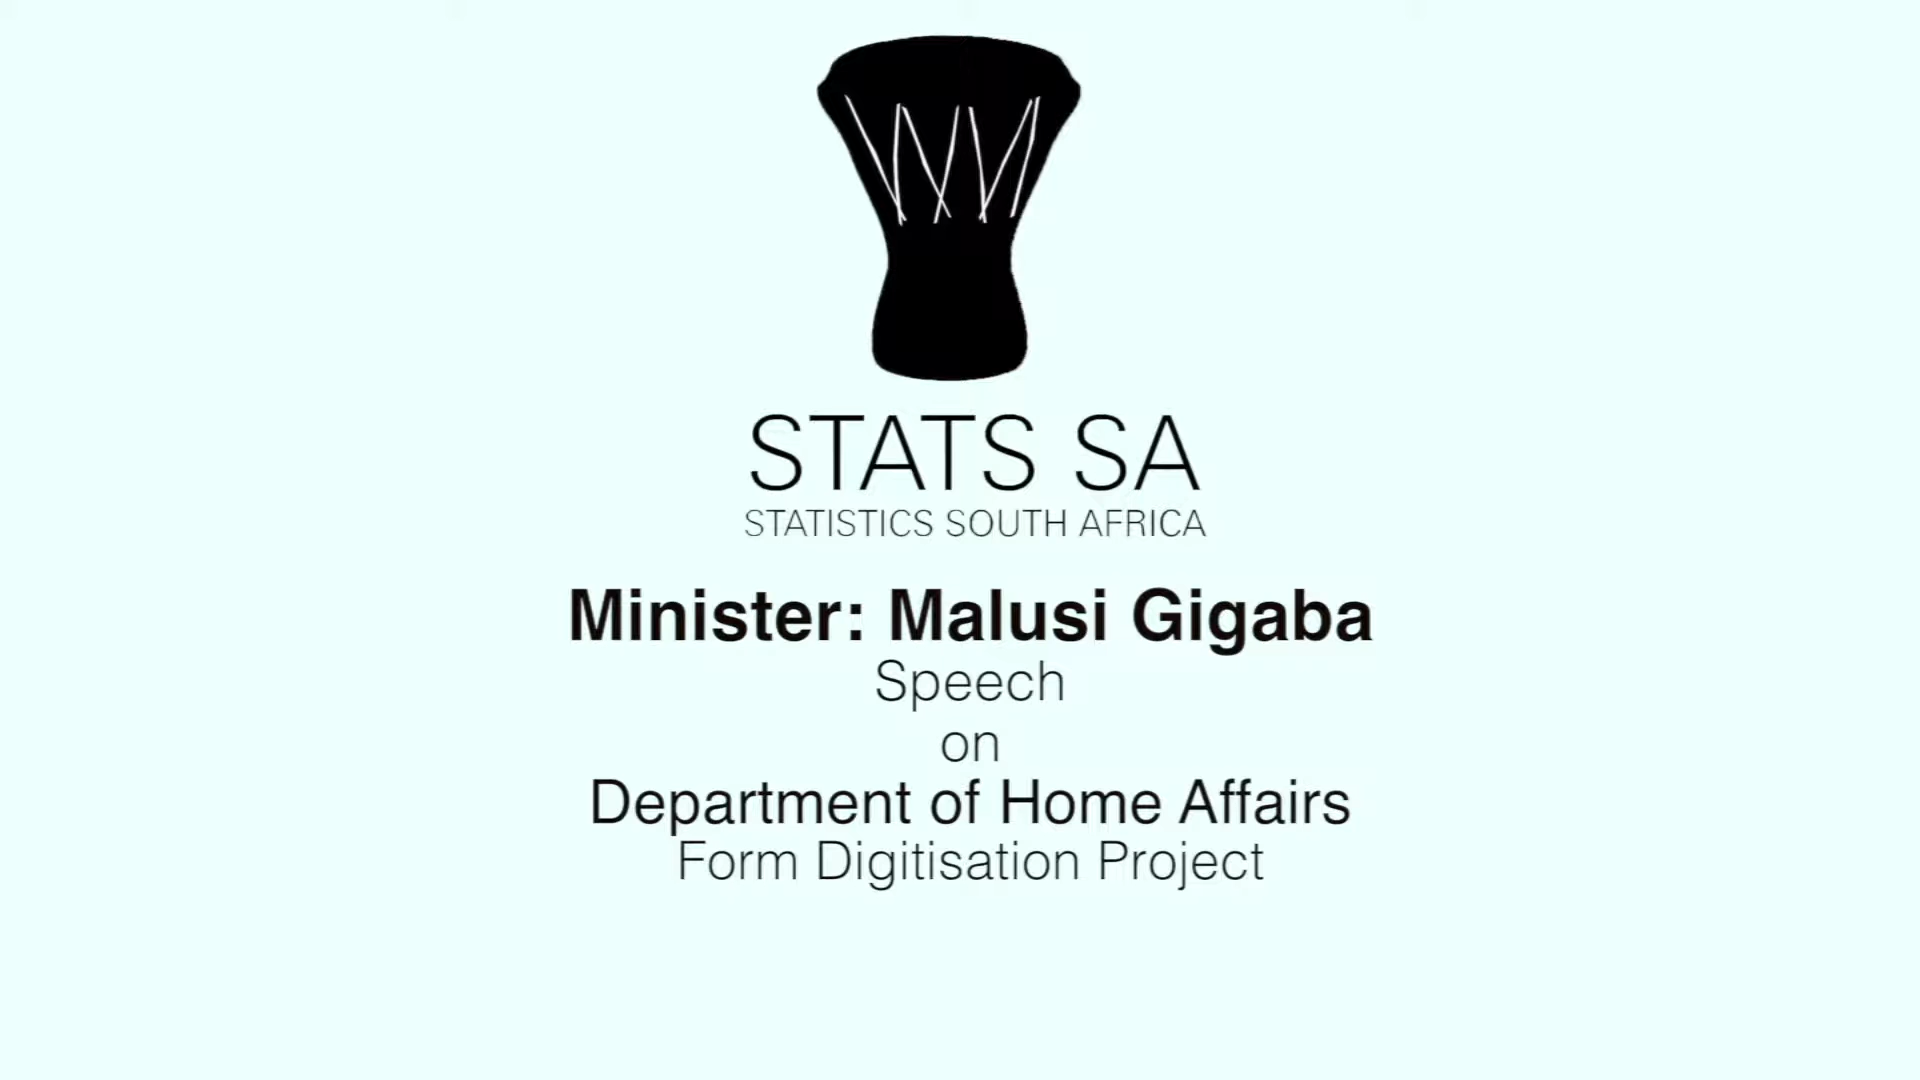 STATS SA
STATISTICS SOUTH AFRICA
Minister: Malusi Gigaba
Speech
on
Department of Home Affairs
Form Digitisation Project